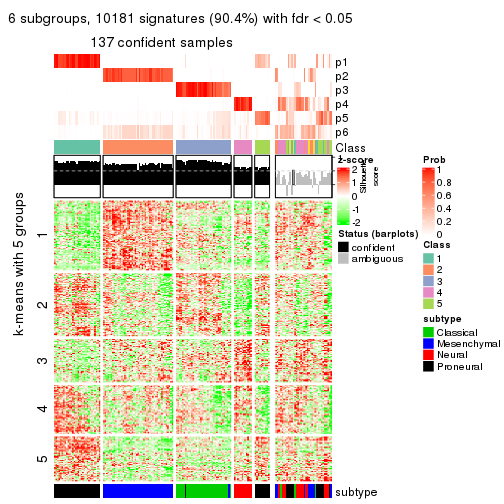 6 subgroups, 10181 signatures (90.4%) with fdr < 0.05
137 confident samples
p1
p2
p3
p4
p5
p6
Class
Silhouette
score
k-means with 5 groups
1
2
3
4
5
subtype
z-score
2
1
0
-1
-2
Status (barplots)
confident
ambiguous
Prob
1
0.8
0.6
0.4
0.2
0
Class
1
2
3
4
5
subtype
Classical
Mesenchymal
Neural
Proneural